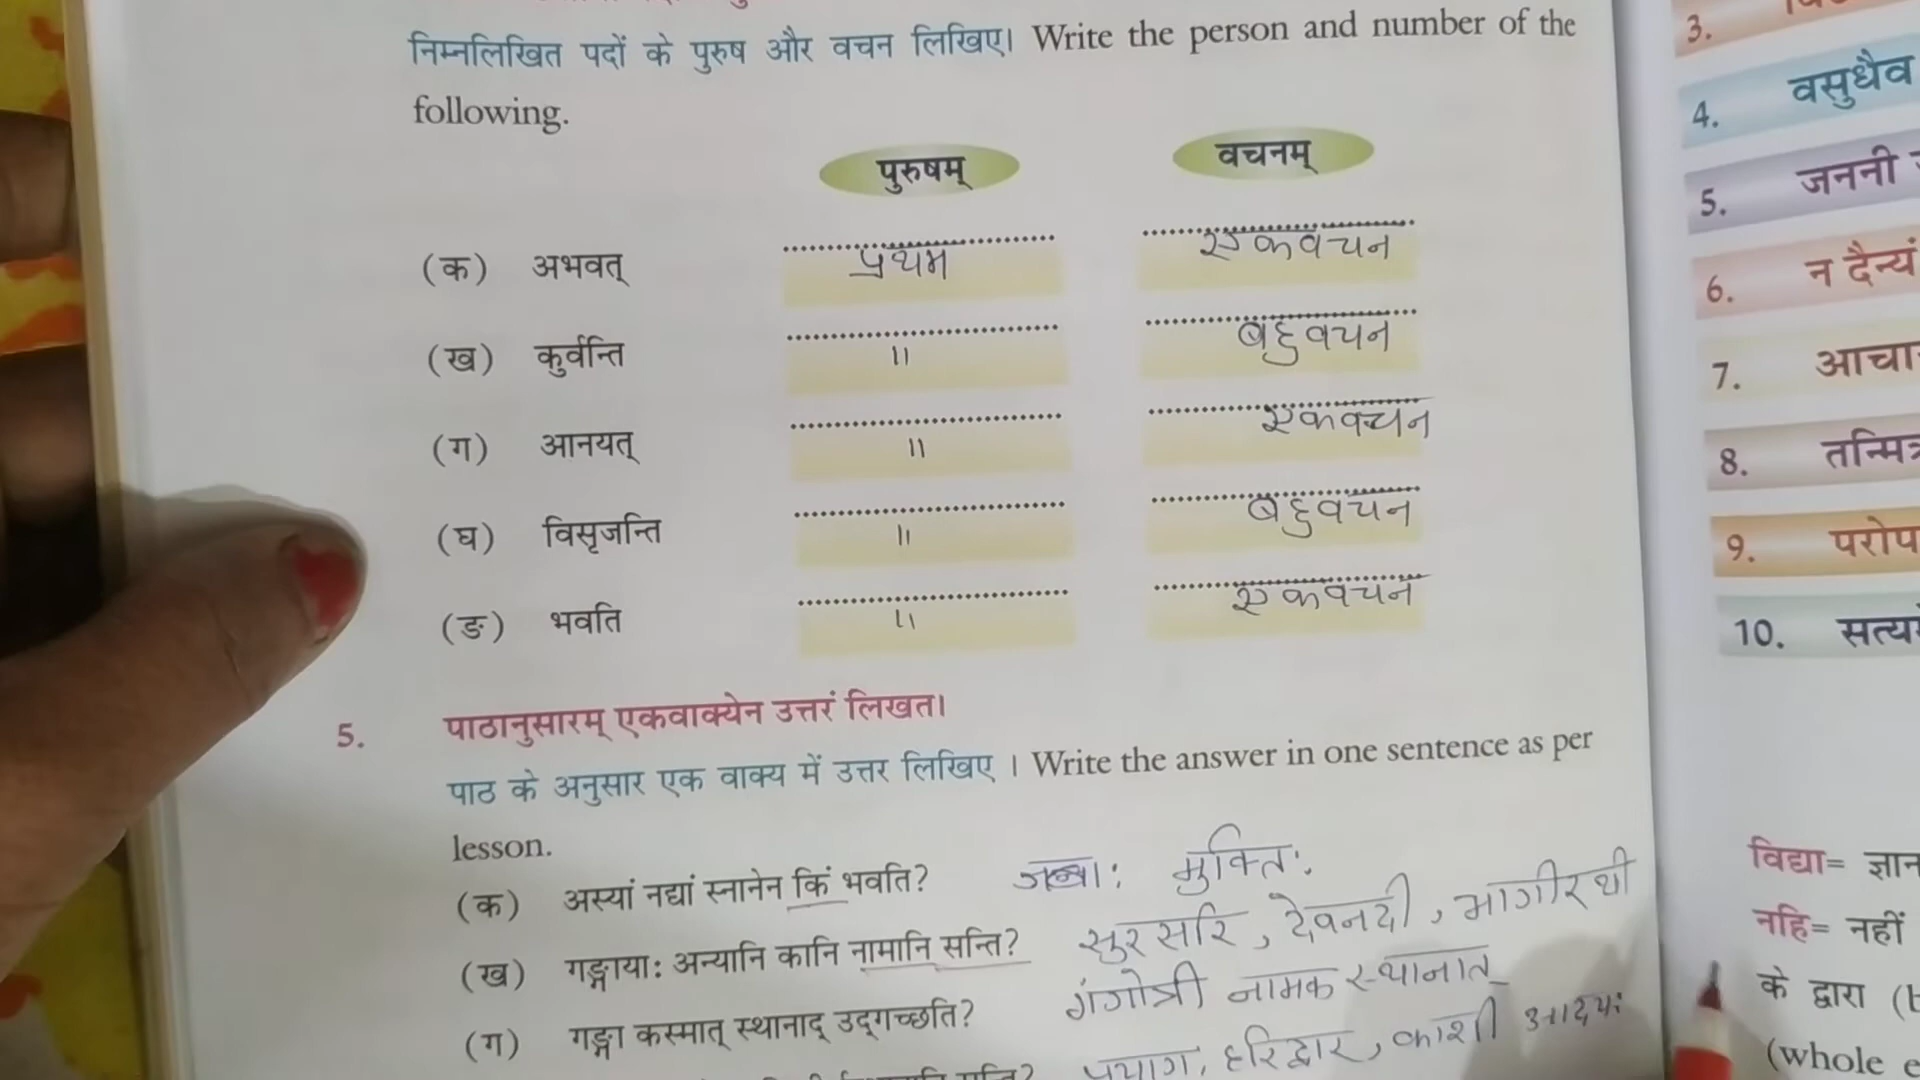 निम्नलिखित पदों के पुरुष और वचन लिखिए। Write the person and number of the
following.
पुरुषम् वचनम्
(क) अभवत् प्रथम एकवचन
(ख) कुर्वन्ति " बहुवचन
(ग) आनयत् " एकवचन
(घ) विसृजन्ति " बहुवचन
(ङ) भवति " एकवचन
5. पाठानुसारम् एकवाक्येन उत्तरं लिखत।
पाठ के अनुसार एक वाक्य में उत्तर लिखिए । Write the answer in one sentence as per
lesson.
(क) अस्यां नद्यां स्नानेन किं भवति? मुक्तिः
(ख) गङ्गायाः अन्यानि कानि नामानि सन्ति? सुरसरि, देवनदी, भागीरथी
(ग) गङ्गा कस्मात् स्थानाद् उद्गच्छति? गंगोत्री नामक स्थानात्
प्रयाग, हरिद्वार, काशी आदयः
3.
4. वसुधैव
5. जननी
6. न दैन्यं
7.
8.
9.
10.
विद्या=
नहि= नहीं
के द्वारा
(whole